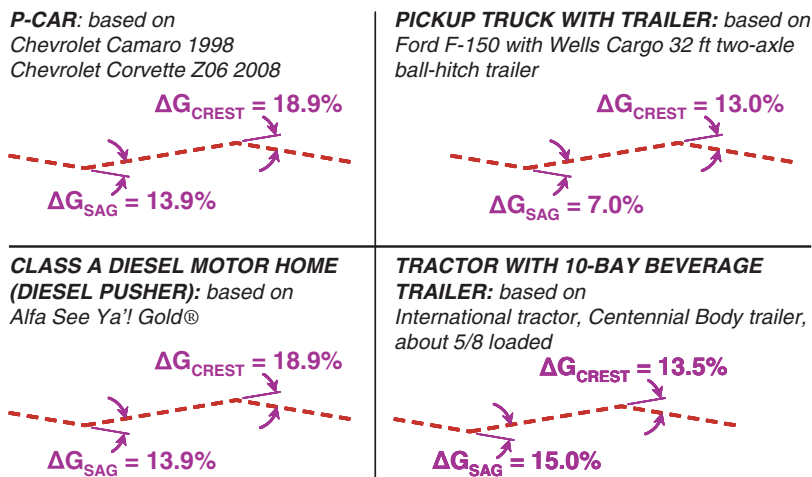 P-CAR: based on
Chevrolet Camaro 1998
Chevrolet Corvette Z06 2008
ΔGCREST = 18.9%
ΔGSAG = 13.9%
PICKUP TRUCK WITH TRAILER: based on
Ford F-150 with Wells Cargo 32 ft two-axle
ball-hitch trailer
ΔGCREST = 13.0%
ΔGSAG = 7.0%
CLASS A DIESEL MOTOR HOME
(DIESEL PUSHER): based on
Alfa See Ya'! Gold®
ΔGCREST = 18.9%
ΔGSAG = 13.9%
TRACTOR WITH 10-BAY BEVERAGE
TRAILER: based on
International tractor, Centennial Body trailer,
about 5/8 loaded
ΔGCREST = 13.5%
ΔGSAG = 15.0%